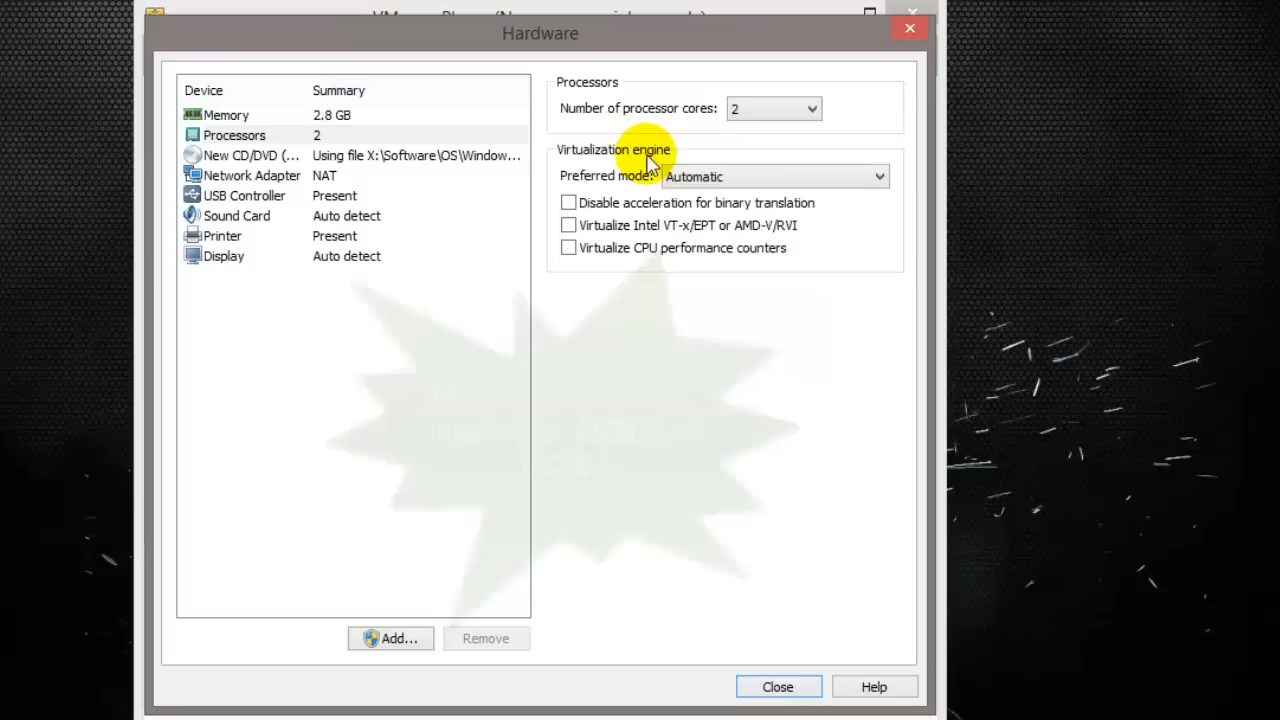 Hardware
Device Summary
Memory 2.8 GB
Processors 2
New CD/DVD (... Using file X:\Software\OS\Window...
Network Adapter NAT
USB Controller Present
Sound Card Auto detect
Printer Present
Display Auto detect
Add... Remove
Processors
Number of processor cores: 2
Virtualization engine
Preferred mode: Automatic
Disable acceleration for binary translation
Virtualize Intel VT-x/EPT or AMD-V/RVI
Virtualize CPU performance counters
Close Help